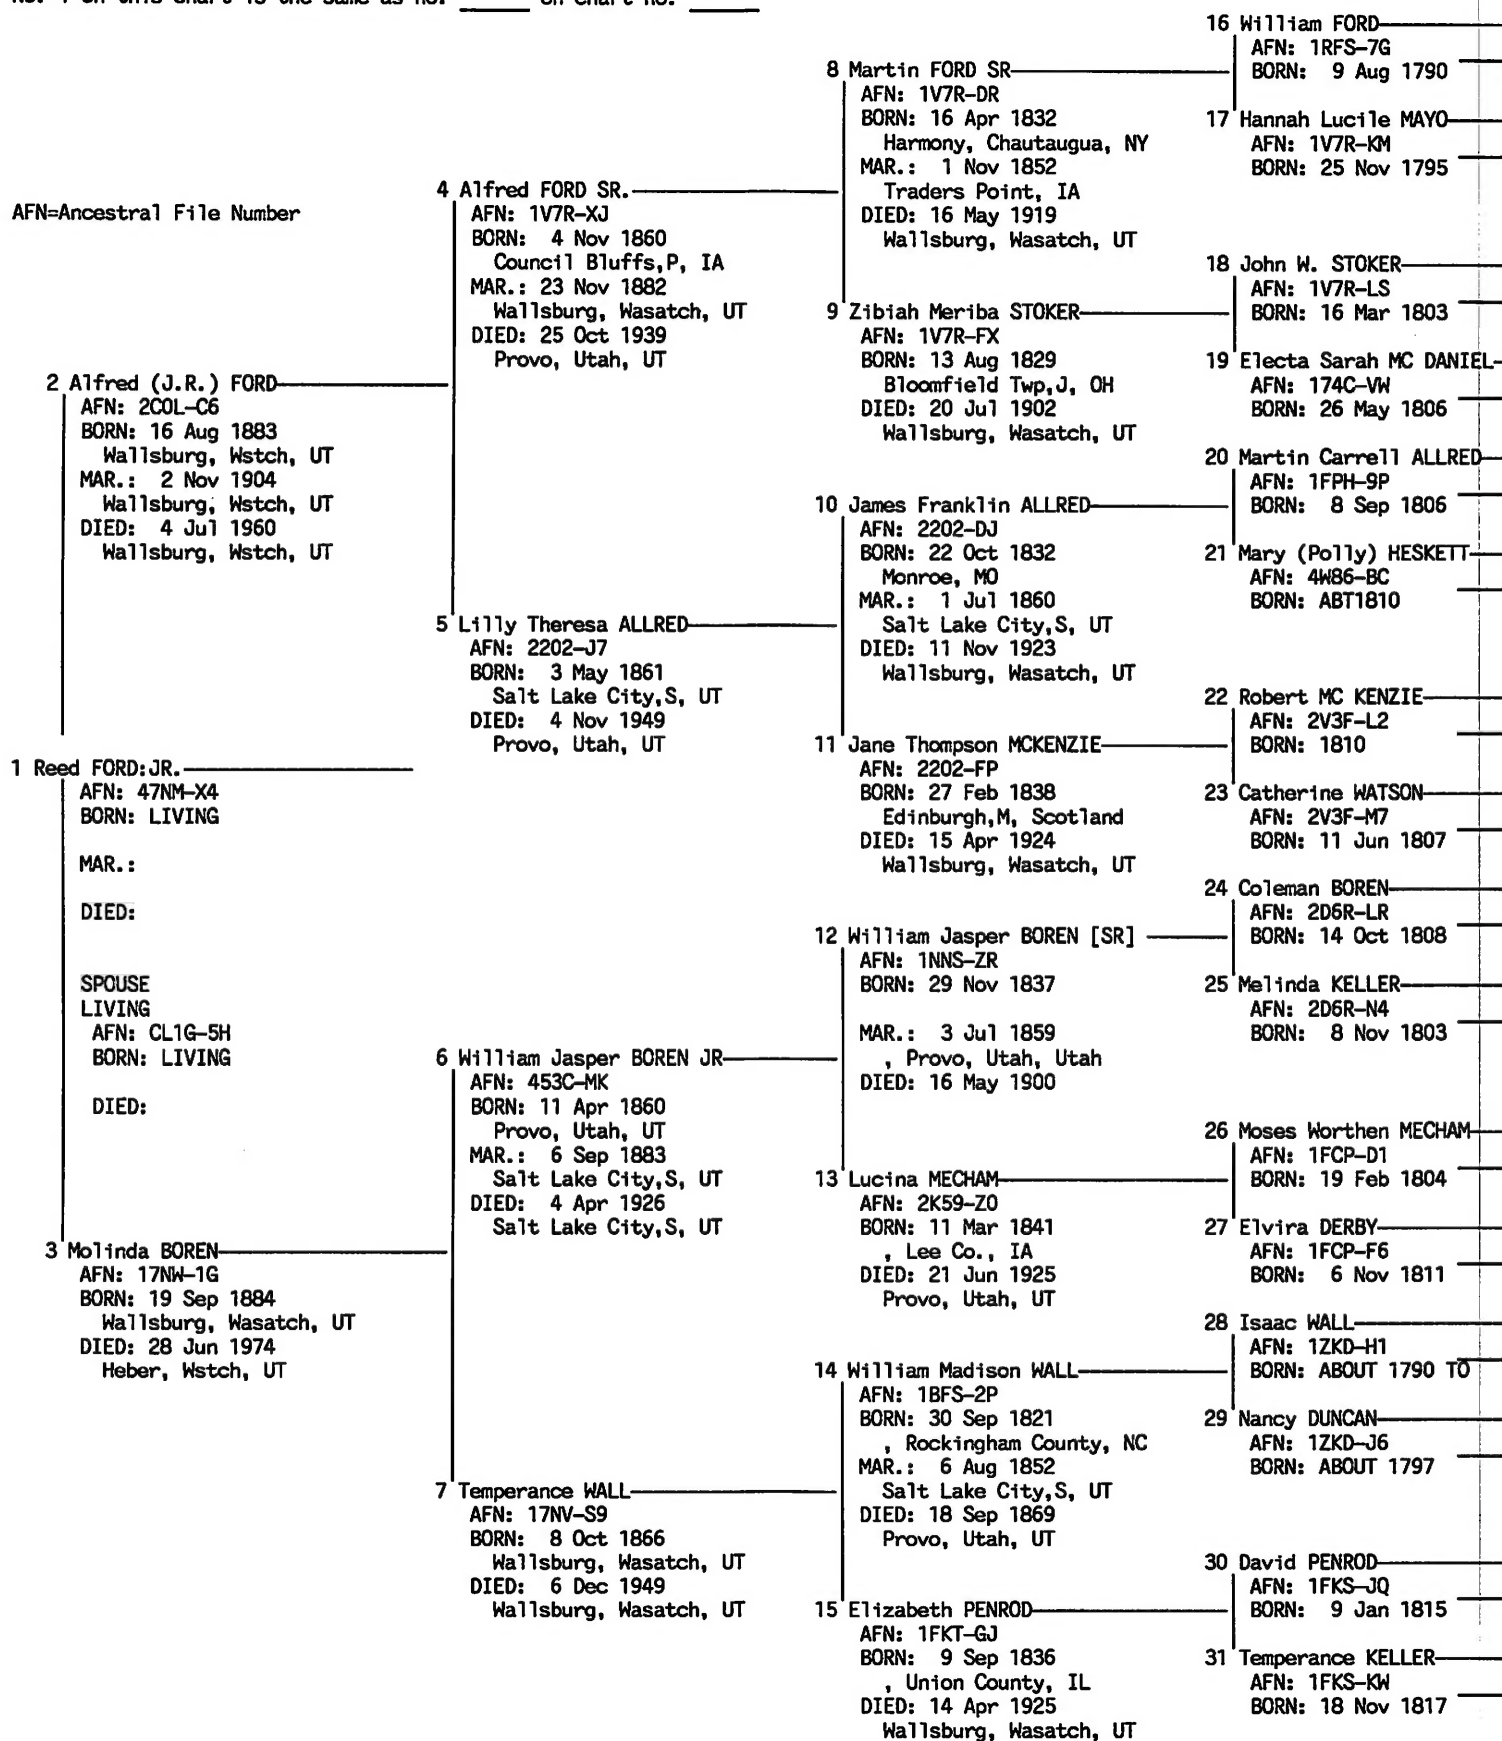 No. 1 on this chart is the same as no. ______ on chart no. ______
16 William FORD
AFN: 1RFS-7G
BORN: 9 Aug 1790
8 Martin FORD SR
AFN: 1V7R-DR
BORN: 16 Apr 1832
Harmony, Chautaugua, NY
MAR.: 1 Nov 1852
Traders Point, IA
DIED: 16 May 1919
Wallsburg, Wasatch, UT
17 Hannah Lucile MAYO
AFN: 1V7R-KM
BORN: 25 Nov 1795
AFN=Ancestral File Number
4 Alfred FORD SR.
AFN: 1V7R-XJ
BORN: 4 Nov 1860
Council Bluffs,P, IA
MAR.: 23 Nov 1882
Wallsburg, Wasatch, UT
DIED: 25 Oct 1939
Provo, Utah, UT
18 John W. STOKER
AFN: 1V7R-LS
BORN: 16 Mar 1803
9 Zibiah Meriba STOKER
AFN: 1V7R-FX
BORN: 13 Aug 1829
Bloomfield Twp,J, OH
DIED: 20 Jul 1902
Wallsburg, Wasatch, UT
19 Electa Sarah MC DANIEL
AFN: 174C-VW
BORN: 26 May 1806
2 Alfred (J.R.) FORD
AFN: 2C0L-C6
BORN: 16 Aug 1883
Wallsburg, Wstch, UT
MAR.: 2 Nov 1904
Wallsburg, Wstch, UT
DIED: 4 Jul 1960
Wallsburg, Wstch, UT
20 Martin Carrell ALLRED
AFN: 1FPH-9P
BORN: 8 Sep 1806
10 James Franklin ALLRED
AFN: 2202-DJ
BORN: 22 Oct 1832
Monroe, MO
MAR.: 1 Jul 1860
Salt Lake City,S, UT
DIED: 11 Nov 1923
Wallsburg, Wasatch, UT
21 Mary (Polly) HESKETT
AFN: 4W86-BC
BORN: ABT1810
5 Lilly Theresa ALLRED
AFN: 2202-J7
BORN: 3 May 1861
Salt Lake City,S, UT
DIED: 4 Nov 1949
Provo, Utah, UT
22 Robert MC KENZIE
AFN: 2V3F-L2
BORN: 1810
11 Jane Thompson MCKENZIE
AFN: 2202-FP
BORN: 27 Feb 1838
Edinburgh,M, Scotland
DIED: 15 Apr 1924
Wallsburg, Wasatch, UT
23 Catherine WATSON
AFN: 2V3F-M7
BORN: 11 Jun 1807
1 Reed FORD:JR.
AFN: 47NM-X4
BORN: LIVING
MAR.:
DIED:
SPOUSE
LIVING
AFN: CL1G-5H
BORN: LIVING
DIED:
24 Coleman BOREN
AFN: 2D6R-LR
BORN: 14 Oct 1808
12 William Jasper BOREN [SR]
AFN: 1NNS-ZR
BORN: 29 Nov 1837
MAR.: 3 Jul 1859
, Provo, Utah, Utah
DIED: 16 May 1900
25 Melinda KELLER
AFN: 2D6R-N4
BORN: 8 Nov 1803
6 William Jasper BOREN JR
AFN: 453C-MK
BORN: 11 Apr 1860
Provo, Utah, UT
MAR.: 6 Sep 1883
Salt Lake City,S, UT
DIED: 4 Apr 1926
Salt Lake City,S, UT
26 Moses Worthen MECHAM
AFN: 1FCP-D1
BORN: 19 Feb 1804
13 Lucina MECHAM
AFN: 2K59-Z0
BORN: 11 Mar 1841
, Lee Co., IA
DIED: 21 Jun 1925
Provo, Utah, UT
27 Elvira DERBY
AFN: 1FCP-F6
BORN: 6 Nov 1811
3 Molinda BOREN
AFN: 17NW-1G
BORN: 19 Sep 1884
Wallsburg, Wasatch, UT
DIED: 28 Jun 1974
Heber, Wstch, UT
28 Isaac WALL
AFN: 1ZKD-H1
BORN: ABOUT 1790 TO
14 William Madison WALL
AFN: 1BFS-2P
BORN: 30 Sep 1821
, Rockingham County, NC
MAR.: 6 Aug 1852
Salt Lake City,S, UT
DIED: 18 Sep 1869
Provo, Utah, UT
29 Nancy DUNCAN
AFN: 1ZKD-J6
BORN: ABOUT 1797
7 Temperance WALL
AFN: 17NV-S9
BORN: 8 Oct 1866
Wallsburg, Wasatch, UT
DIED: 6 Dec 1949
Wallsburg, Wasatch, UT
30 David PENROD
AFN: 1FKS-JQ
BORN: 9 Jan 1815
15 Elizabeth PENROD
AFN: 1FKT-GJ
BORN: 9 Sep 1836
, Union County, IL
DIED: 14 Apr 1925
Wallsburg, Wasatch, UT
31 Temperance KELLER
AFN: 1FKS-KW
BORN: 18 Nov 1817